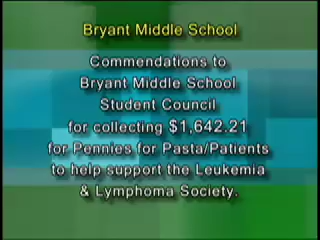 Bryant Middle School
Commendations to
Bryant Middle School
Student Council
for collecting $1,642.21
for Pennies for Pasta/Patients
to help support the Leukemia
& Lymphoma Society.